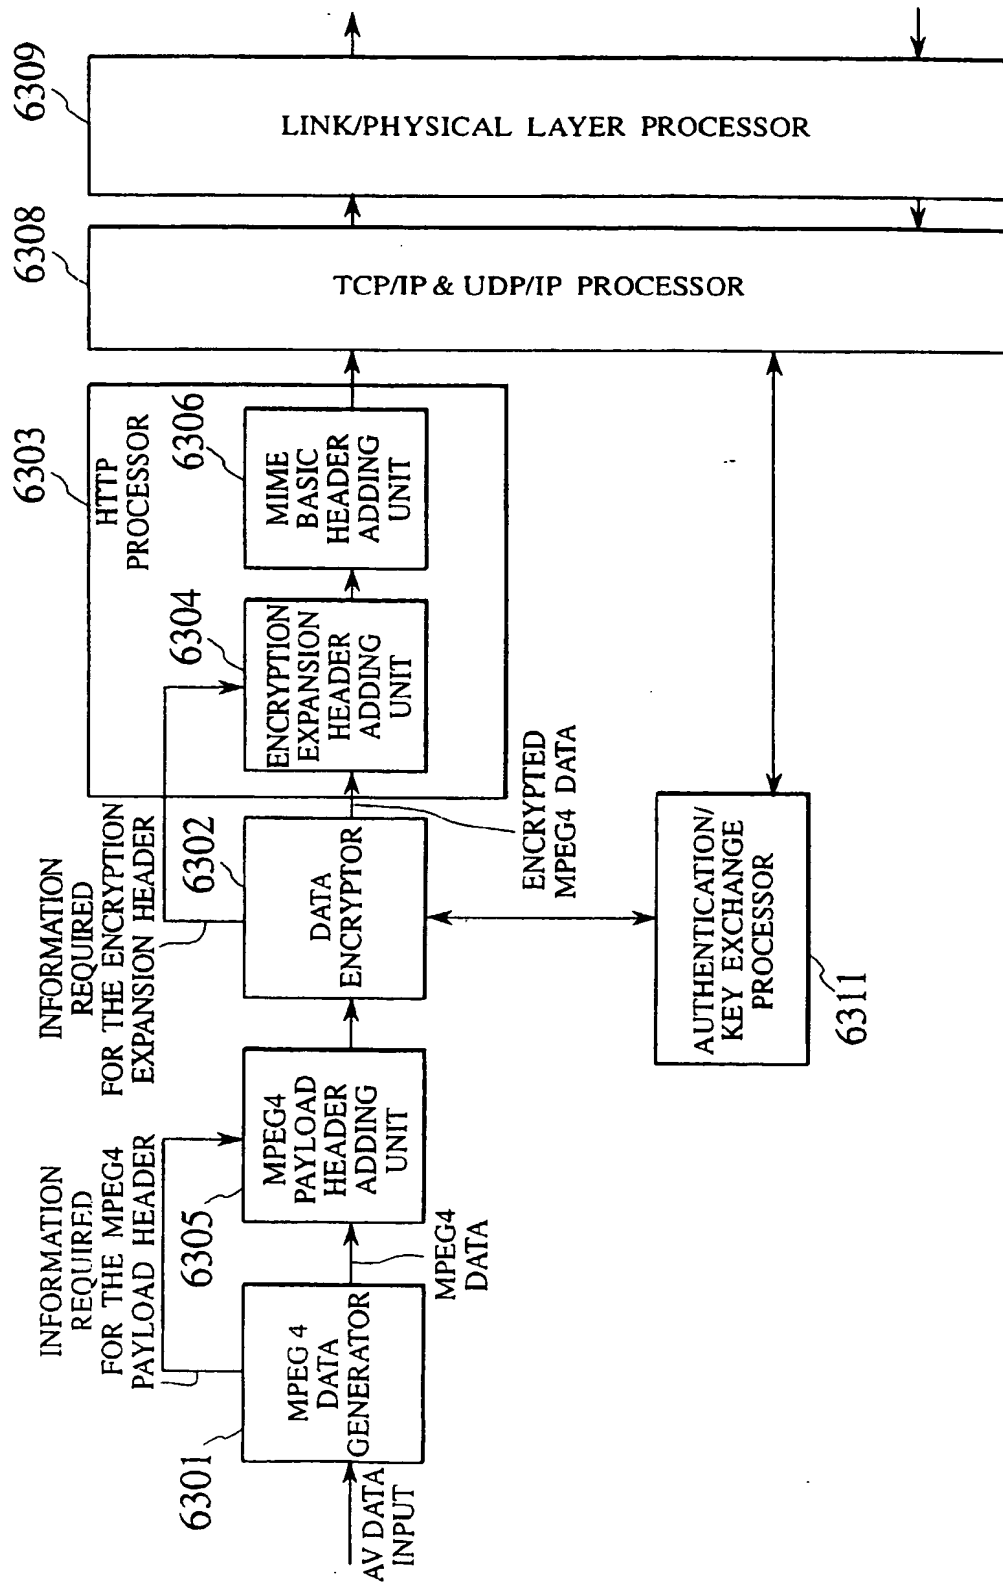 6301
AV DATA
INPUT
MPEG 4
DATA
GENERATOR
INFORMATION
REQUIRED
FOR THE MPEG4
PAYLOAD HEADER
MPEG4
DATA
6305
MPEG4
PAYLOAD
HEADER
ADDING
UNIT
INFORMATION
REQUIRED
FOR THE ENCRYPTION
EXPANSION HEADER
6302
DATA
ENCRYPTOR
ENCRYPTED
MPEG4 DATA
6303
HTTP
PROCESSOR
6304
ENCRYPTION
EXPANSION
HEADER
ADDING
UNIT
6306
MIME
BASIC
HEADER
ADDING
UNIT
AUTHENTICATION/
KEY EXCHANGE
PROCESSOR
6311
6308
TCP/IP & UDP/IP PROCESSOR
6309
LINK/PHYSICAL LAYER PROCESSOR